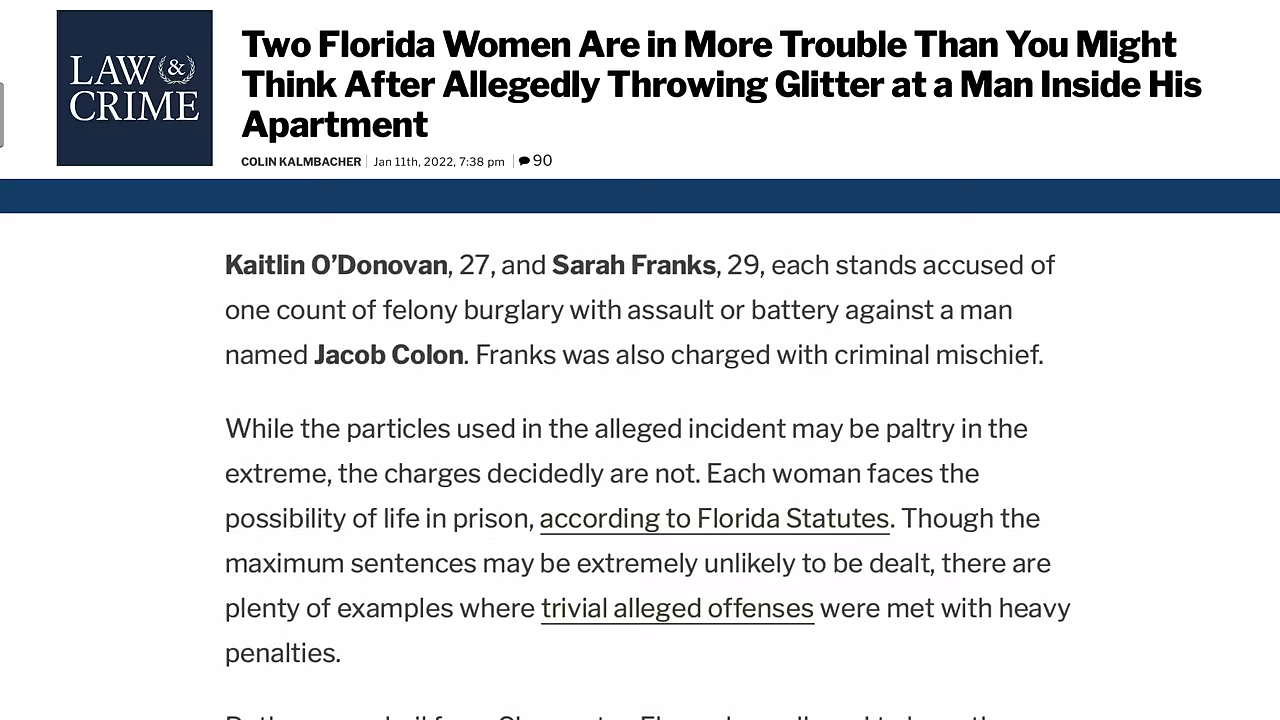 LAW &
CRIME
Two Florida Women Are in More Trouble Than You Might
Think After Allegedly Throwing Glitter at a Man Inside His
Apartment
COLIN KALMBACHER | Jan 11th, 2022, 7:38 pm | 90
Kaitlin O’Donovan, 27, and Sarah Franks, 29, each stands accused of
one count of felony burglary with assault or battery against a man
named Jacob Colon. Franks was also charged with criminal mischief.
While the particles used in the alleged incident may be paltry in the
extreme, the charges decidedly are not. Each woman faces the
possibility of life in prison, according to Florida Statutes. Though the
maximum sentences may be extremely unlikely to be dealt, there are
plenty of examples where trivial alleged offenses were met with heavy
penalties.